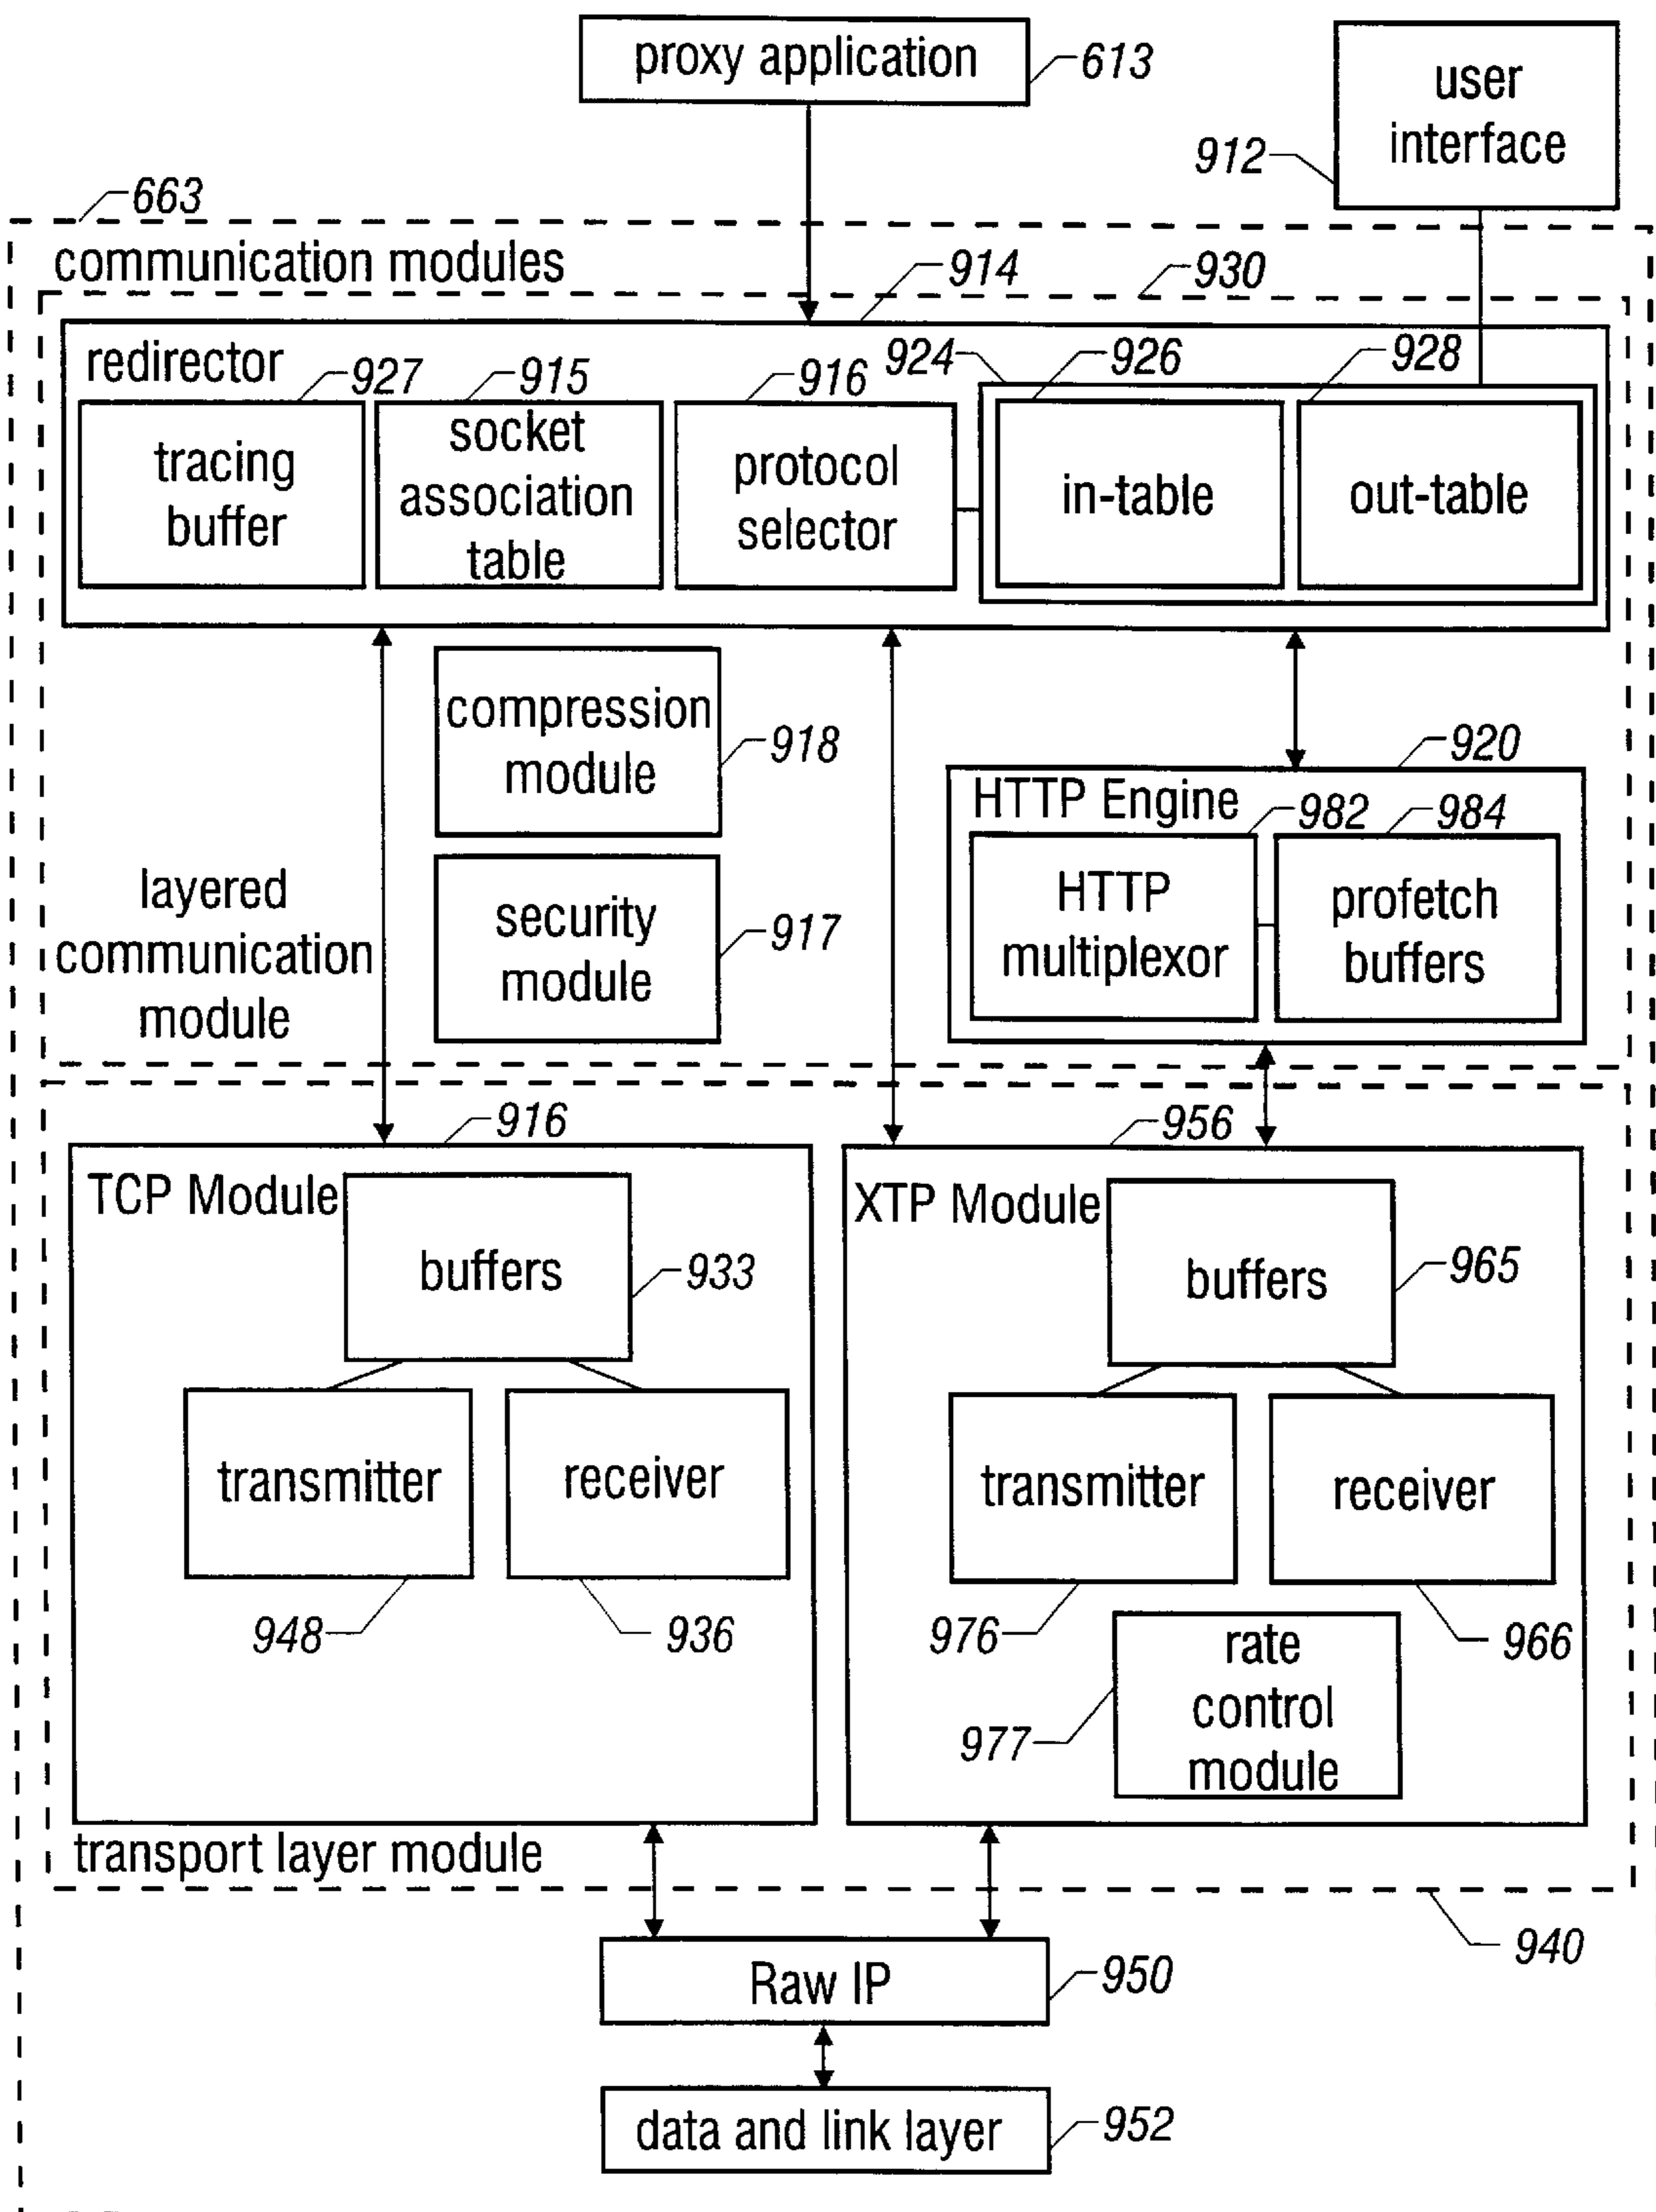 proxy application
613
user
interface
912
663
communication modules
914
930
redirector
927
915
916
924
926
928
tracing
buffer
socket
association
table
protocol
selector
in-table
out-table
compression
module
918
920
HTTP Engine
982
984
HTTP
multiplexor
profetch
buffers
layered
communication
module
security
module
917
916
956
TCP Module
buffers
933
XTP Module
buffers
965
transmitter
receiver
948
936
transmitter
receiver
976
966
rate
control
module
977
transport layer module
940
Raw IP
950
data and link layer
952